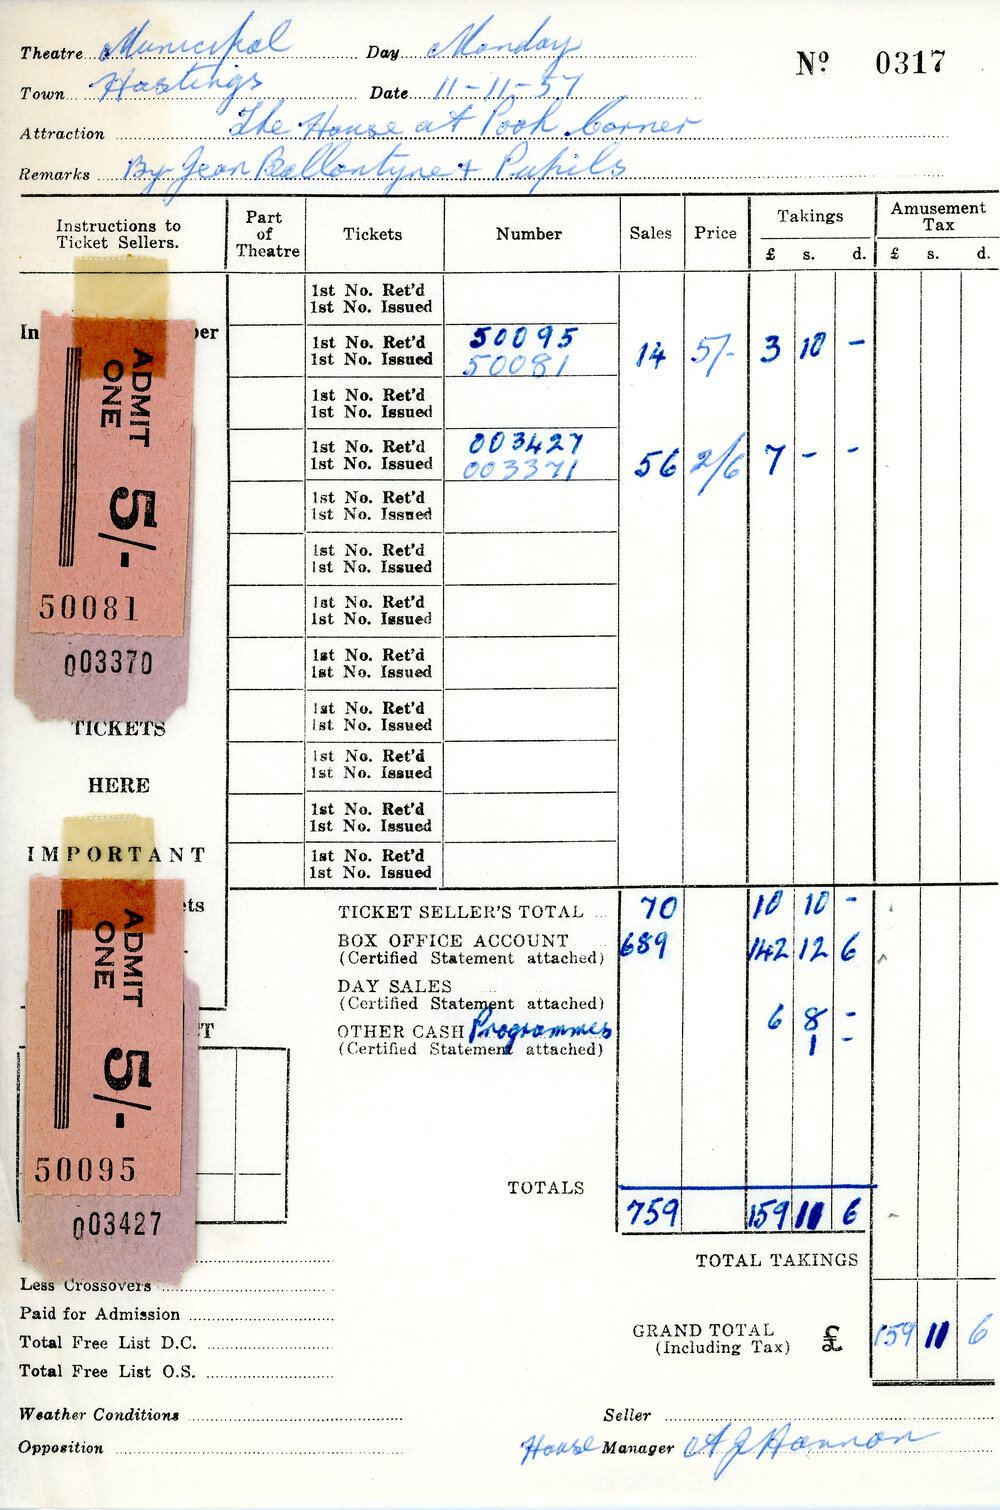 Theatre Municipal Day Monday Nº 0317
Town Hastings Date 11-11-57
Attraction The House at Pooh Corner
Remarks By Jean Ballantyne & Pupils
Instructions to Ticket Sellers. Part of Theatre Tickets Number Sales Price Takings Amusement Tax
£ s. d. £ s. d.
1st No. Ret'd
1st No. Issued
1st No. Ret'd 50095
1st No. Issued 50081 14 5/- 3 10 -
1st No. Ret'd
1st No. Issued
1st No. Ret'd 003427
1st No. Issued 003371 56 2/6 7 - -
1st No. Ret'd
1st No. Issued
1st No. Ret'd
1st No. Issued
1st No. Ret'd
1st No. Issued
1st No. Ret'd
1st No. Issued
1st No. Ret'd
1st No. Issued
1st No. Ret'd
1st No. Issued
1st No. Ret'd
1st No. Issued
1st No. Ret'd
1st No. Issued
ADMIT
ONE
5/-
50081
003370
TICKETS
HERE
IMPORTANT
ADMIT
ONE
5/-
50095
003427
TICKET SELLER'S TOTAL 70 10 10 -
BOX OFFICE ACCOUNT 689 142 12 6
(Certified Statement attached)
DAY SALES
(Certified Statement attached)
OTHER CASH Programmes 6 8 -
(Certified Statement attached) 1 -
TOTALS 759 159 11 6
TOTAL TAKINGS
GRAND TOTAL £ 159 11 6
(Including Tax)
Less Crossovers
Paid for Admission
Total Free List D.C.
Total Free List O.S.
Weather Conditions Seller
Opposition House Manager A J Hannon